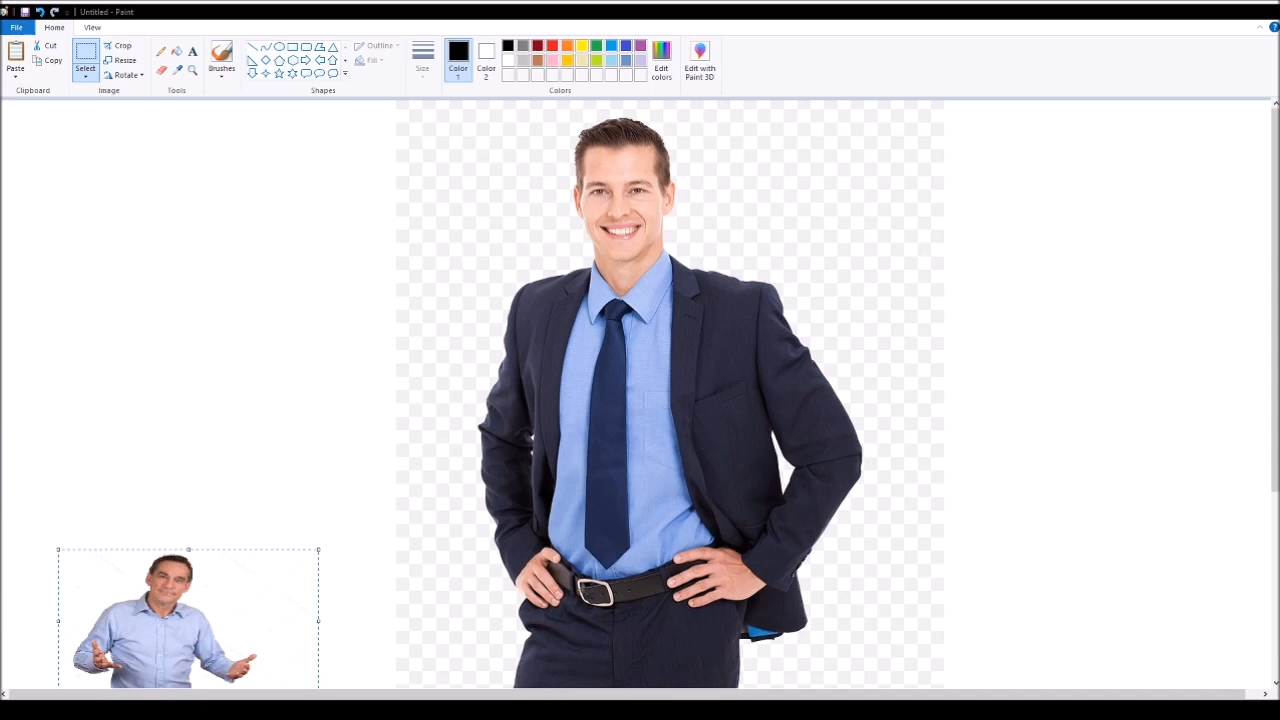 Untitled - Paint
File
Home
View
Paste
Cut
Copy
Clipboard
Select
Crop
Resize
Rotate
Image
Tools
Brushes
Outline
Fill
Shapes
Size
Color
1
Color
2
Edit
colors
Edit with
Paint 3D
Colors